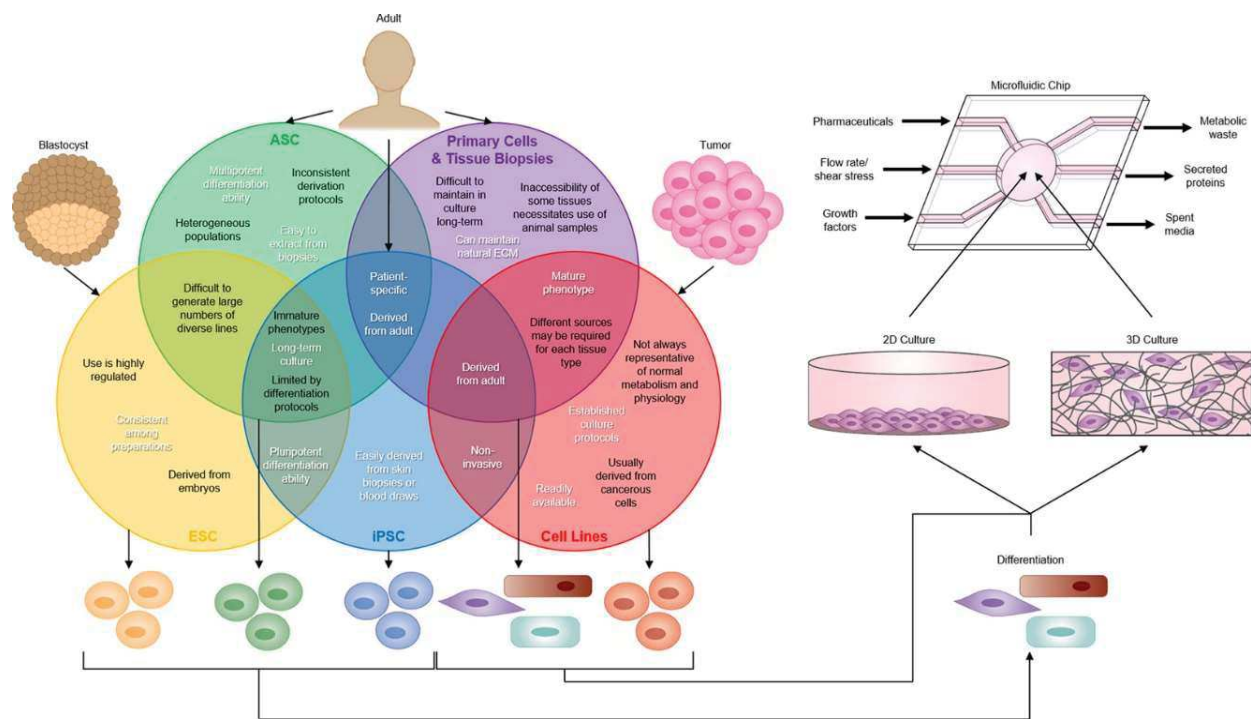 Adult
Blastocyst
ASC
Multipotent
differentiation
ability
Inconsistent
derivation
protocols
Heterogeneous
populations
Easy to
extract from
biopsies
Primary Cells
& Tissue Biopsies
Difficult to
maintain in
culture
long-term
Inaccessibility of
some tissues
necessitates use of
animal samples
Can maintain
natural ECM
Tumor
Difficult to
generate large
numbers of
diverse lines
Immature
phenotypes
Long-term
culture
Limited by
differentiation
protocols
Patient-
specific
Derived
from adult
Mature
phenotype
Different sources
may be required
for each tissue
type
Derived
from adult
Use is highly
regulated
Consistent
among
preparations
Derived from
embryos
ESC
Pluripotent
differentiation
ability
Easily derived
from skin
biopsies or
blood draws
iPSC
Non-
invasive
Not always
representative
of normal
metabolism and
physiology
Established
culture
protocols
Readily
available
Usually
derived from
cancerous
cells
Cell Lines
Microfluidic Chip
Pharmaceuticals
Flow rate/
shear stress
Growth
factors
Metabolic
waste
Secreted
proteins
Spent
media
2D Culture
3D Culture
Differentiation